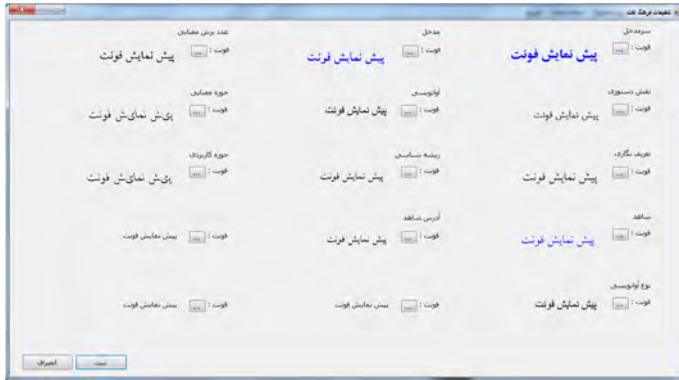 تنظیمات فرهنگ لغت
سرمدخل
فونت : ... پیش نمایش فونت
مدخل
فونت : ... پیش نمایش فونت
عدد برش معنایی
فونت : ... پیش نمایش فونت
نقش دستوری
فونت : ... پیش نمایش فونت
آوانویسی
فونت : ... پیش نمایش فونت
حوزه معنایی
فونت : ... پیش نمایش فونت
تعریف نگاری
فونت : ... پیش نمایش فونت
ریشه شناسی
فونت : ... پیش نمایش فونت
حوزه کاربردی
فونت : ... پیش نمایش فونت
شاهد
فونت : ... پیش نمایش فونت
آدرس شاهد
فونت : ... پیش نمایش فونت
فونت : ... پیش نمایش فونت
نوع آوانویسی
فونت : ... پیش نمایش فونت
فونت : ... پیش نمایش فونت
فونت : ... پیش نمایش فونت
ثبت
انصراف